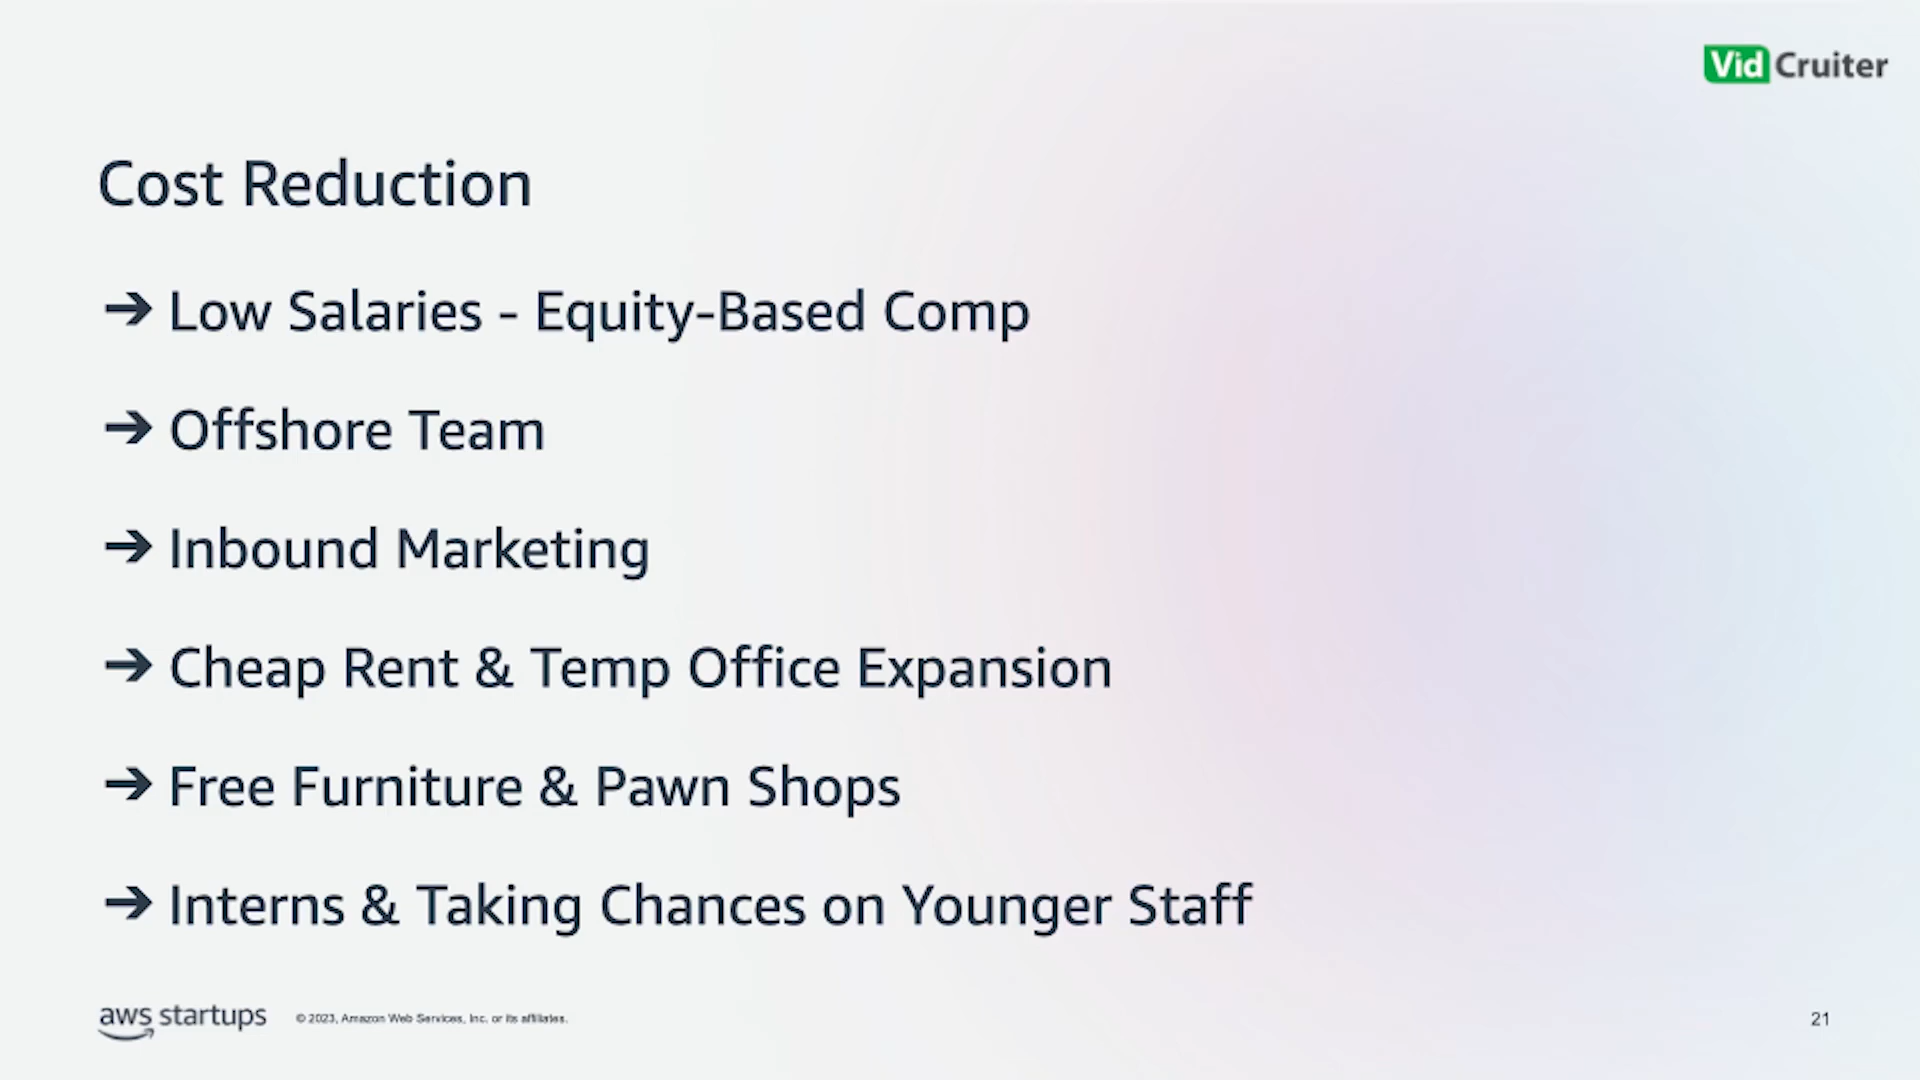 VidCruiter
Cost Reduction
➔ Low Salaries - Equity-Based Comp
➔ Offshore Team
➔ Inbound Marketing
➔ Cheap Rent & Temp Office Expansion
➔ Free Furniture & Pawn Shops
➔ Interns & Taking Chances on Younger Staff
aws startups © 2023, Amazon Web Services, Inc. or its affiliates. 21